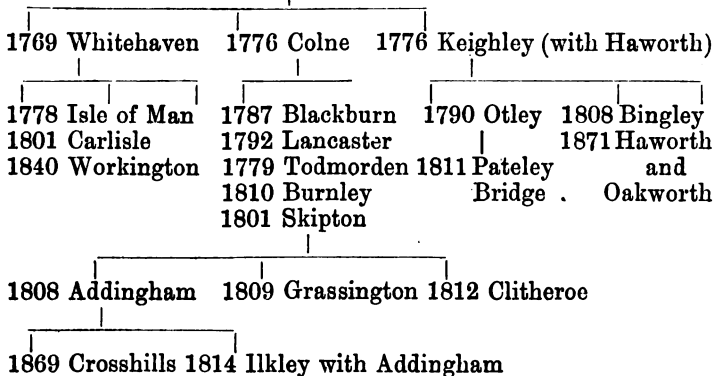 1769 Whitehaven 1776 Colne 1776 Keighley (with Haworth)
1778 Isle of Man 1787 Blackburn 1790 Otley 1808 Bingley
1801 Carlisle 1792 Lancaster 1871 Haworth
1840 Workington 1779 Todmorden 1811 Pateley and
1810 Burnley Bridge . Oakworth
1801 Skipton
1808 Addingham 1809 Grassington 1812 Clitheroe
1869 Crosshills 1814 Ilkley with Addingham